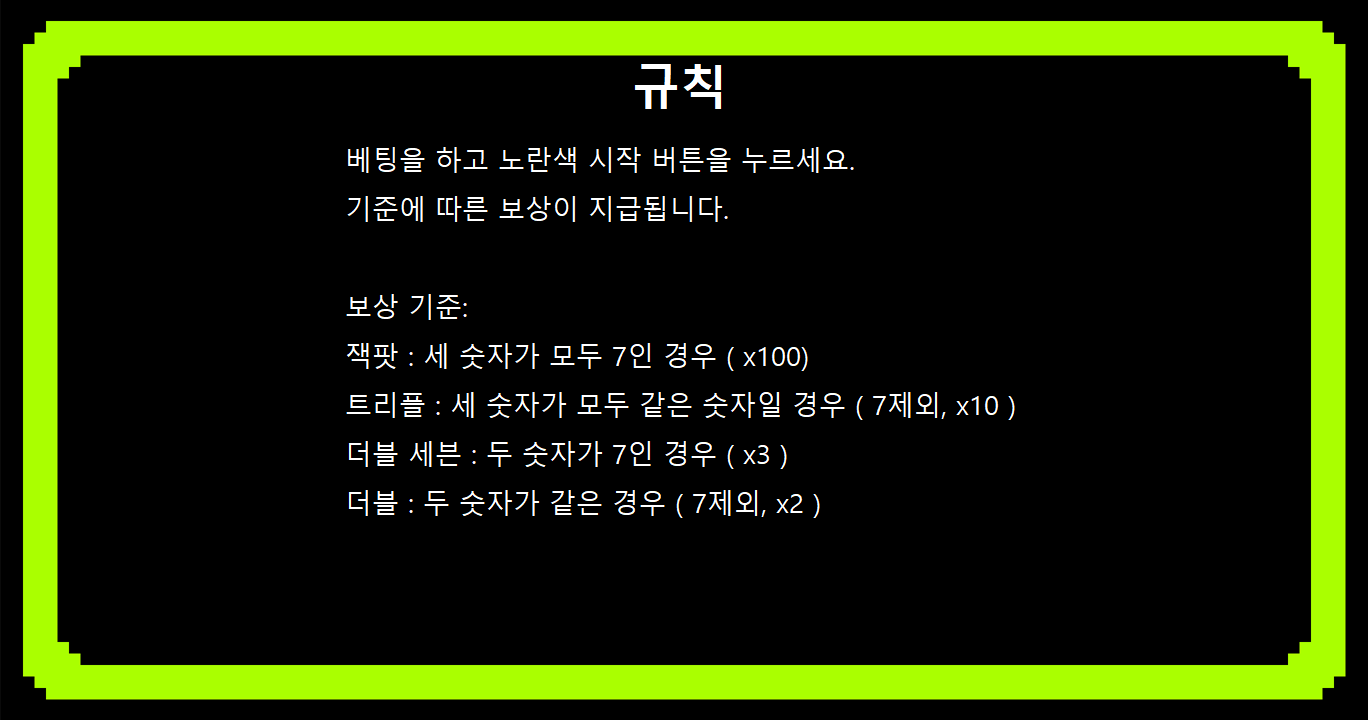 규칙
베팅을 하고 노란색 시작 버튼을 누르세요.
기준에 따른 보상이 지급됩니다.
보상 기준:
잭팟 : 세 숫자가 모두 7인 경우 ( x100)
트리플 : 세 숫자가 모두 같은 숫자일 경우 ( 7제외, x10 )
더블 세븐 : 두 숫자가 7인 경우 ( x3 )
더블 : 두 숫자가 같은 경우 ( 7제외, x2 )